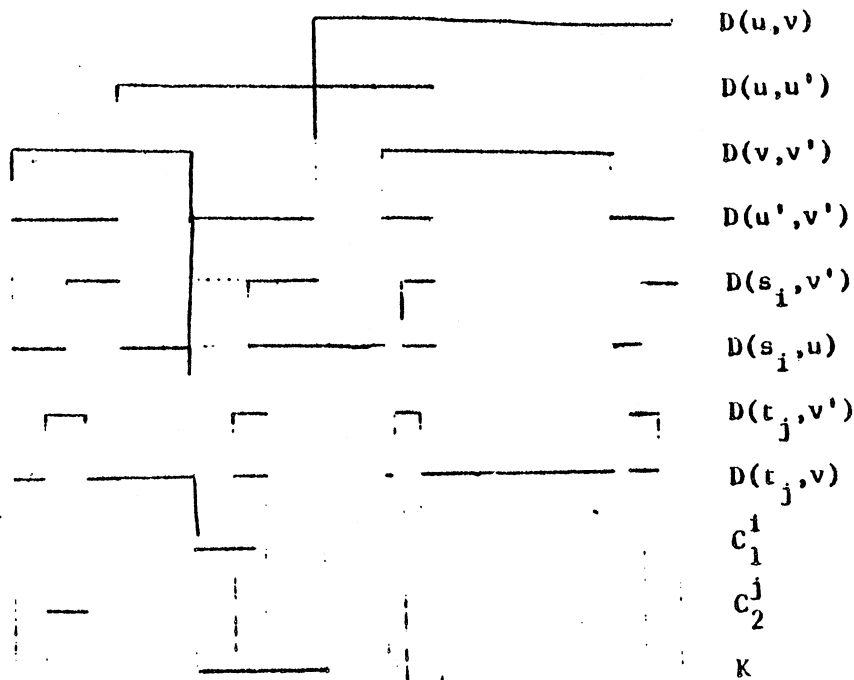 D(u,v)
D(u,u')
D(v,v')
D(u',v')
D(s_i,v')
D(s_i,u)
D(t_j,v')
D(t_j,v)
C_1^i
C_2^j
K